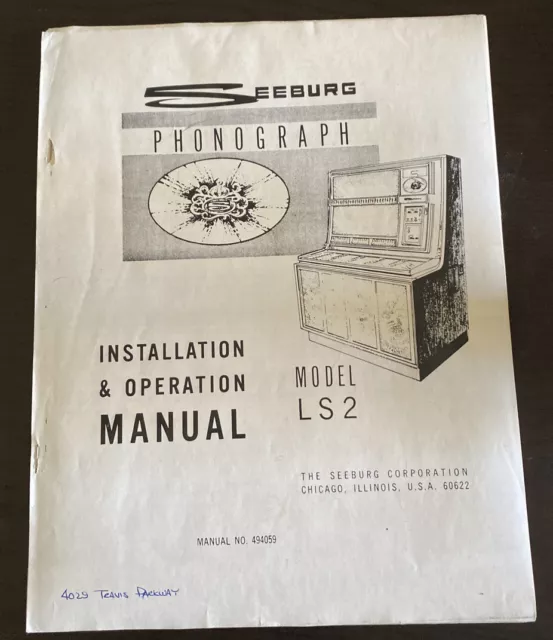 SEEBURG
PHONOGRAPH
INSTALLATION
& OPERATION
MANUAL
MODEL
LS2
THE SEEBURG CORPORATION
CHICAGO, ILLINOIS, U.S.A. 60622
MANUAL NO. 494059
4029 TRAVIS PARKWAY